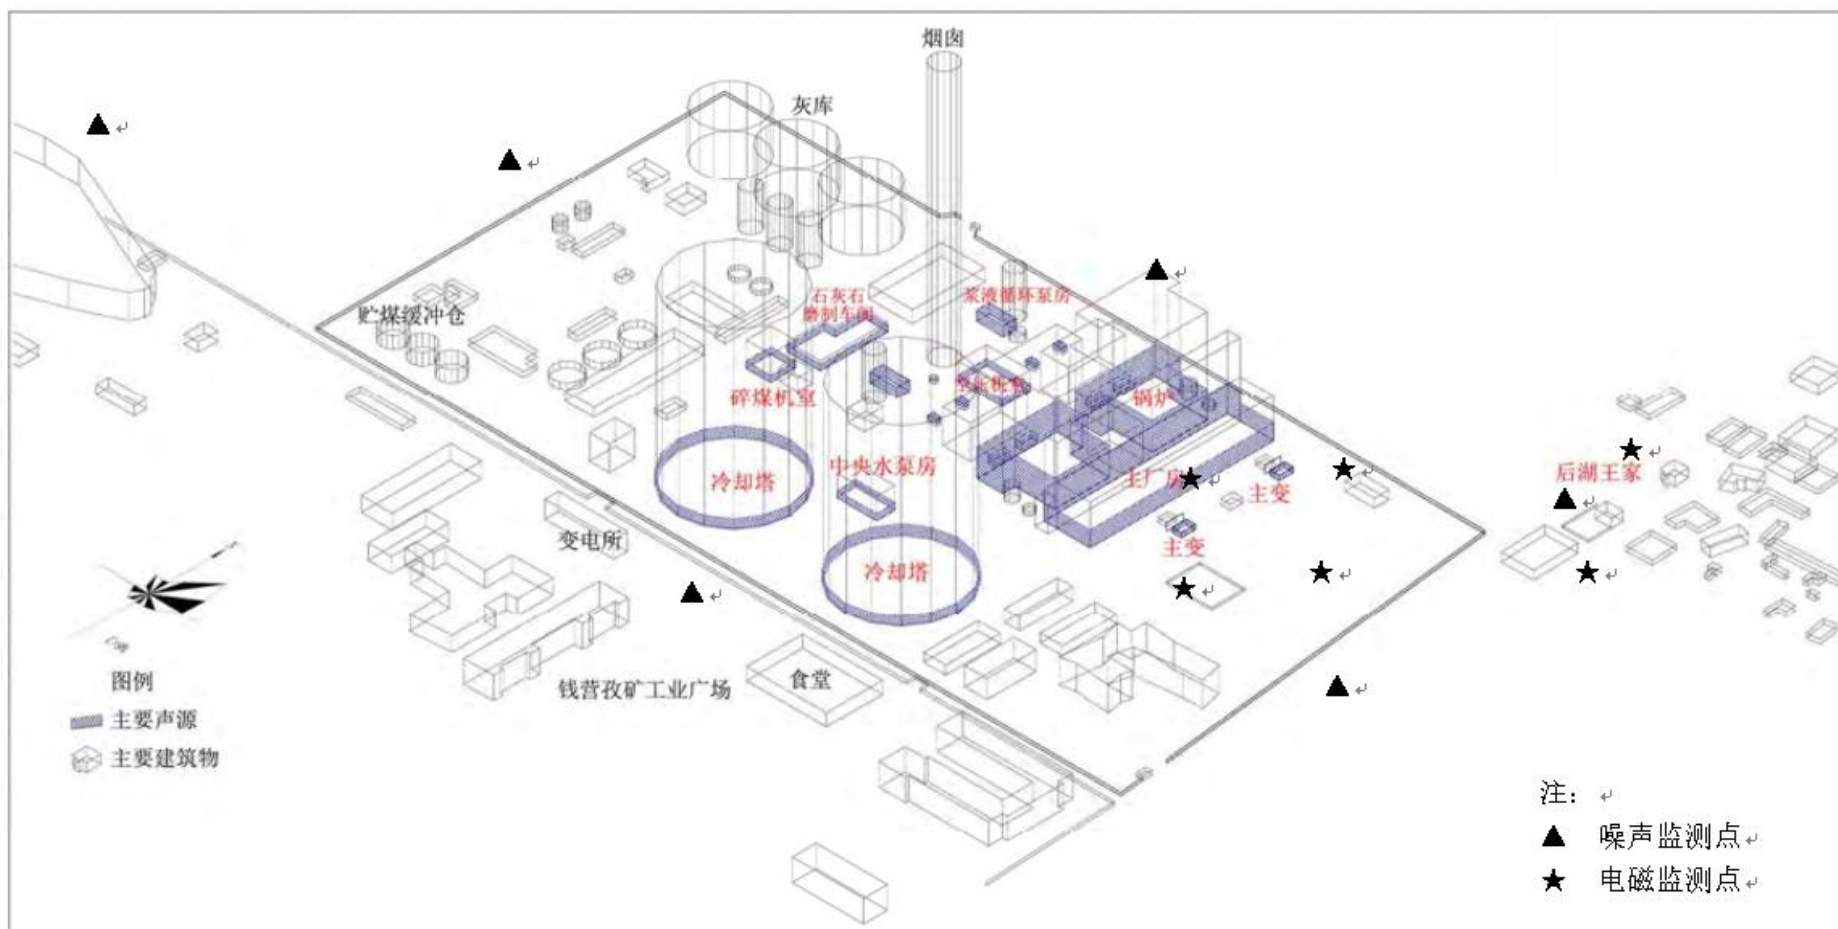 烟囱
灰库
贮煤缓冲仓
石灰石
磨制车间
浆液循环泵房
碎煤机室
空压机室
锅炉
中央水泵房
冷却塔
主厂房
主变
后湖王家
变电所
冷却塔
主变
钱营孜矿工业广场
食堂
图例
主要声源
主要建筑物
注：
噪声监测点
电磁监测点